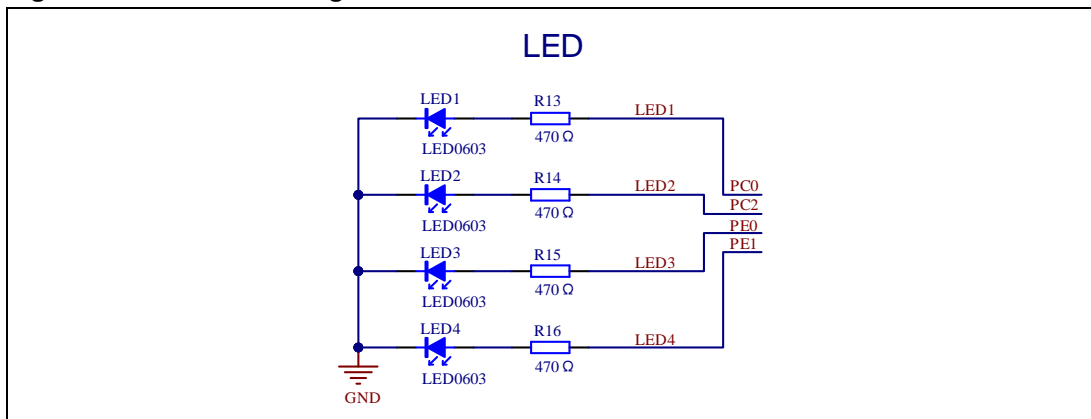 LED
LED1
R13
LED1
470 Ω
LED0603
LED2
R14
LED2
PC0
470 Ω
PC2
LED0603
PE0
LED3
R15
PE1
LED3
470 Ω
LED0603
LED4
R16
LED4
470 Ω
LED0603
GND